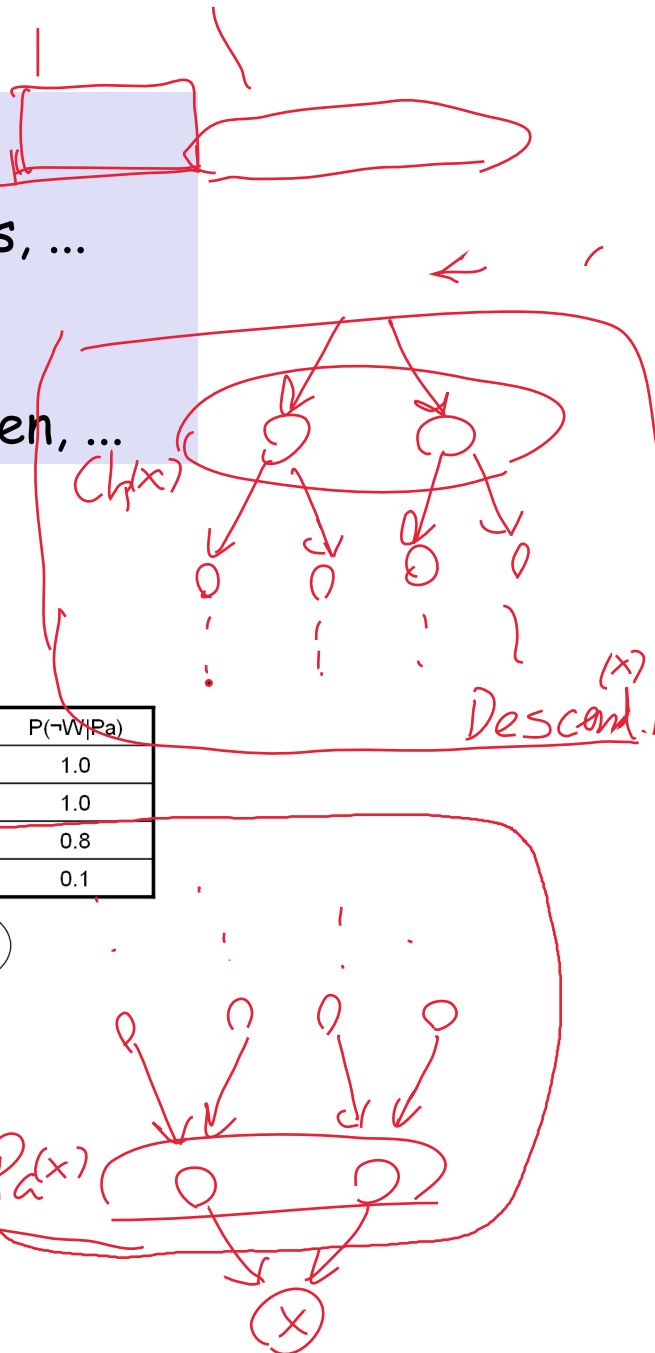 s, ...
en, ...
Ch(x)
(x)
Descend.
P(¬W|Pa)
1.0
1.0
0.8
0.1
Pa(x)
X